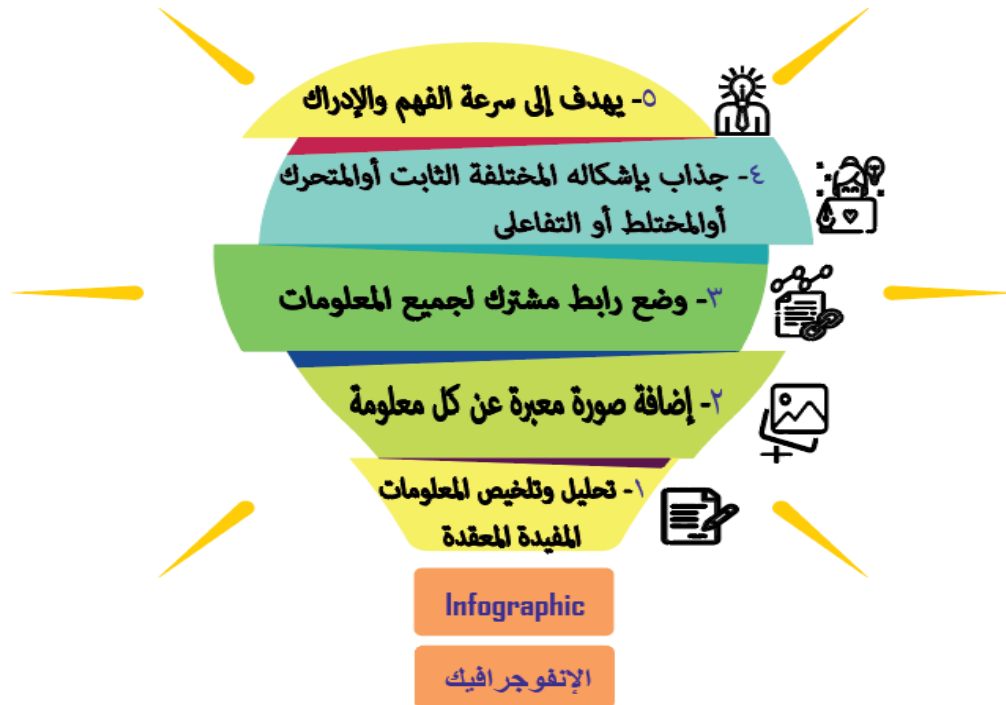 ٥- يهدف إلى سرعة الفهم والإدراك
٤- جذاب بإشكاله المختلفة الثابت أوالمتحرك
أوالمختلط أو التفاعلى
٣- وضع رابط مشترك لجميع المعلومات
٢- إضافة صورة معبرة عن كل معلومة
١- تحليل وتلخيص المعلومات
المفيدة المعقدة
Infographic
الإنفوجرافيك